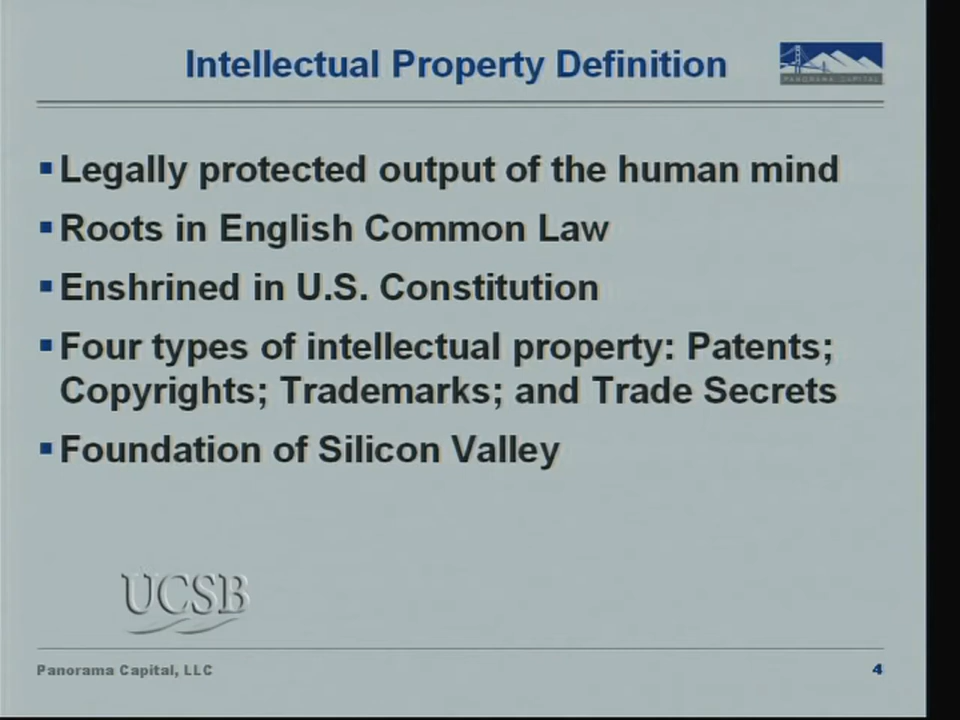 Intellectual Property Definition
PANORAMA CAPITAL
▪ Legally protected output of the human mind
▪ Roots in English Common Law
▪ Enshrined in U.S. Constitution
▪ Four types of intellectual property: Patents;
Copyrights; Trademarks; and Trade Secrets
▪ Foundation of Silicon Valley
UCSB
Panorama Capital, LLC
4